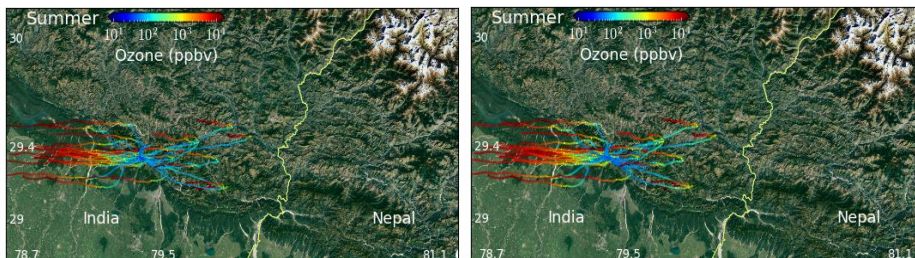 Summer
10¹ 10² 10³ 10⁴
Ozone (ppbv)
30
29.4
29
India
Nepal
78.7 79.5 81.1
Summer
10¹ 10² 10³ 10⁴
Ozone (ppbv)
30
29.4
29
India
Nepal
78.7 79.5 81.1